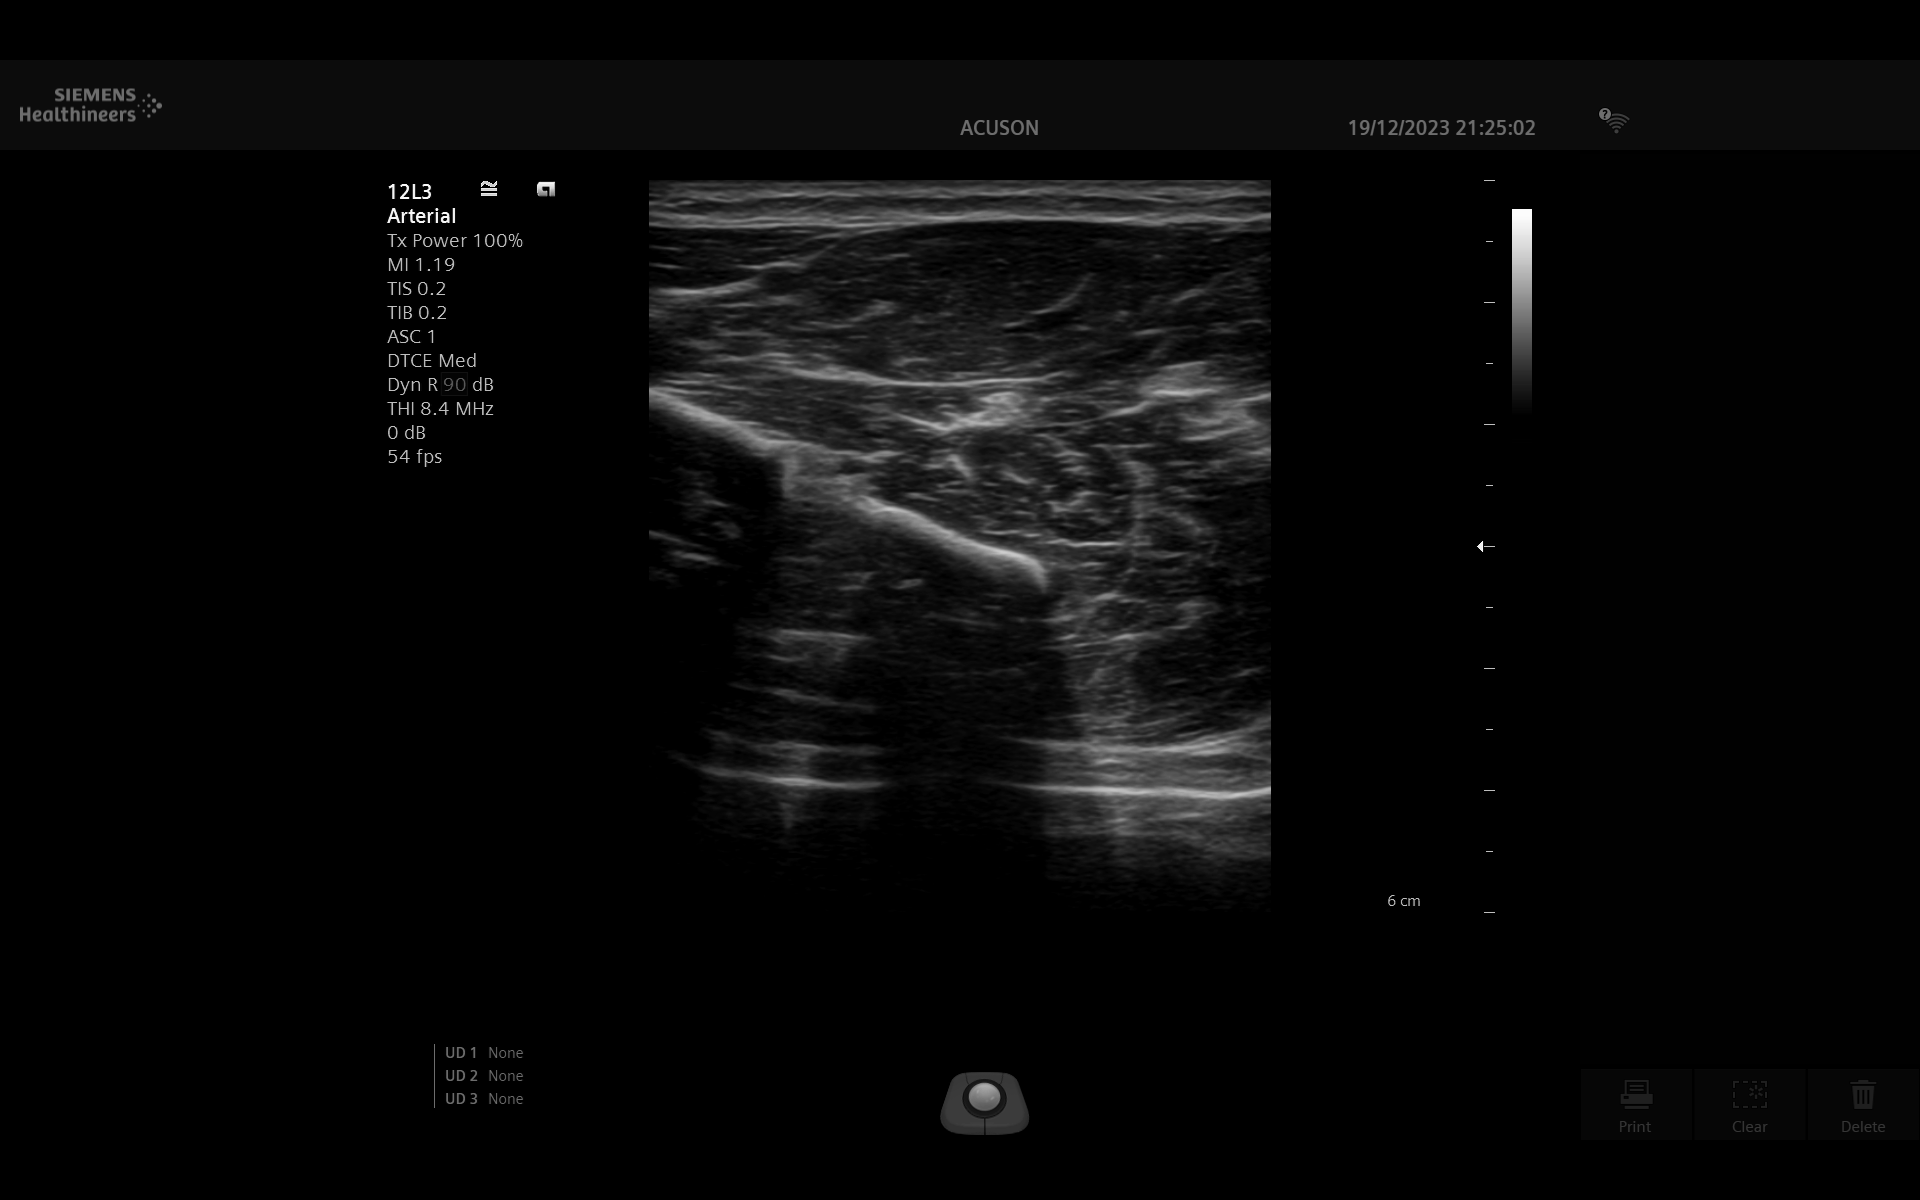 SIEMENS
Healthineers
ACUSON
19/12/2023 21:25:02
12L3
Arterial
Tx Power 100%
MI 1.19
TIS 0.2
TIB 0.2
ASC 1
DTCE Med
Dyn R 90 dB
THI 8.4 MHz
0 dB
54 fps
6 cm
UD 1 None
UD 2 None
UD 3 None
Print
Clear
Delete